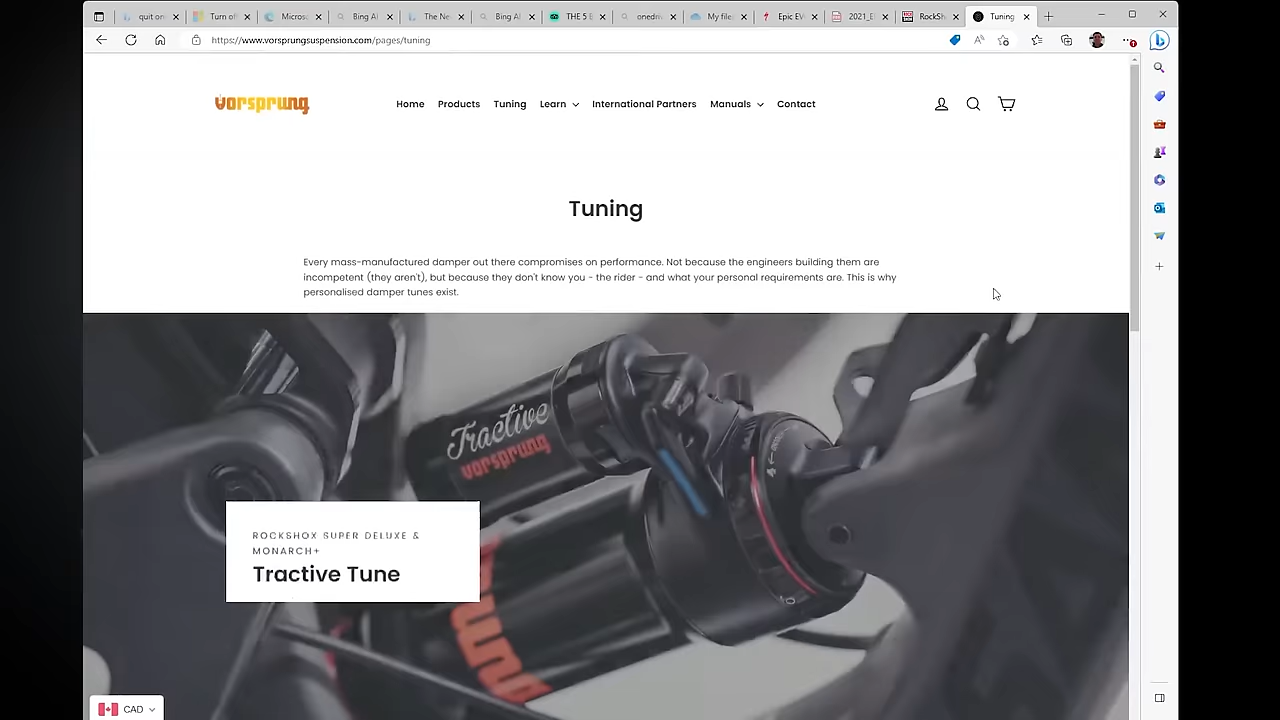 quit on
Turn of
Micros
Bing A
The Ne
Bing A
THE 5 B
onedri
My file
Epic EV
2021_E
RockSh
Tuning
https://www.vorsprungsuspension.com/pages/tuning
vorsprung
Home Products Tuning Learn International Partners Manuals Contact
Tuning
Every mass-manufactured damper out there compromises on performance. Not because the engineers building them are
incompetent (they aren't), but because they don't know you - the rider - and what your personal requirements are. This is why
personalised damper tunes exist.
Tractive
vorsprung
ROCKSHOX SUPER DELUXE &
MONARCH+
Tractive Tune
CAD